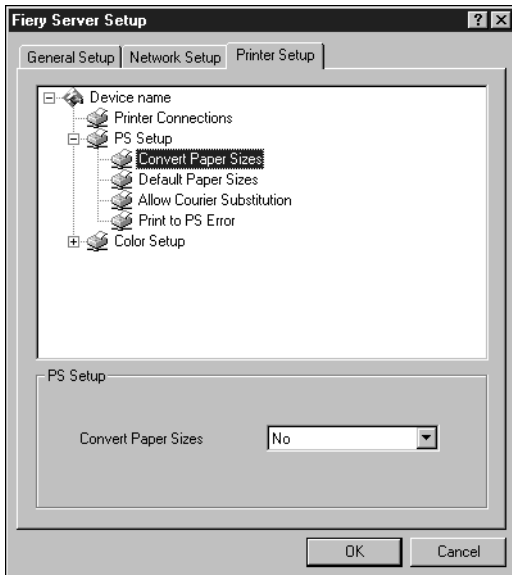 Fiery Server Setup
General Setup Network Setup Printer Setup
Device name
Printer Connections
PS Setup
Convert Paper Sizes
Default Paper Sizes
Allow Courier Substitution
Print to PS Error
Color Setup
PS Setup
Convert Paper Sizes No
OK Cancel